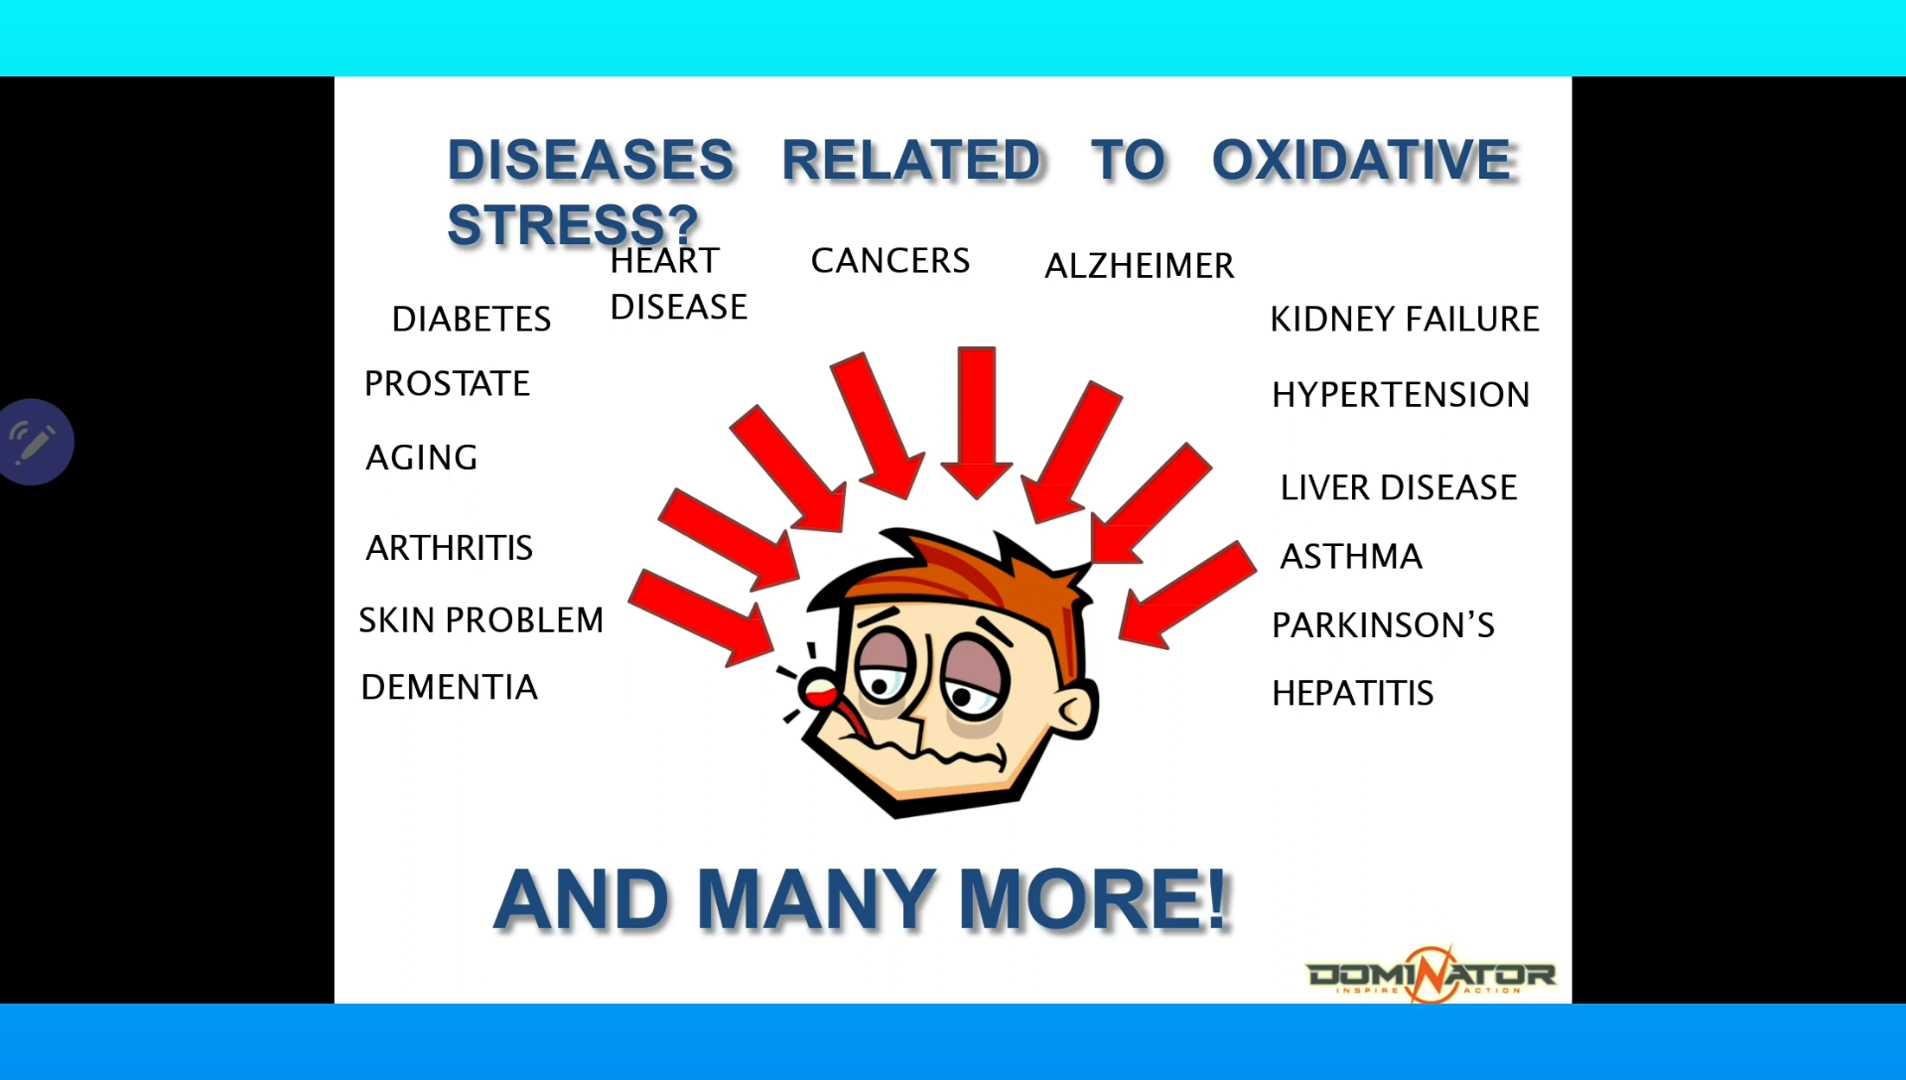 DISEASES RELATED TO OXIDATIVE
STRESS?
HEART
DISEASE
CANCERS
ALZHEIMER
DIABETES
PROSTATE
AGING
ARTHRITIS
SKIN PROBLEM
DEMENTIA
KIDNEY FAILURE
HYPERTENSION
LIVER DISEASE
ASTHMA
PARKINSON’S
HEPATITIS
AND MANY MORE!
DOMINATOR
INSPIRE ACTION